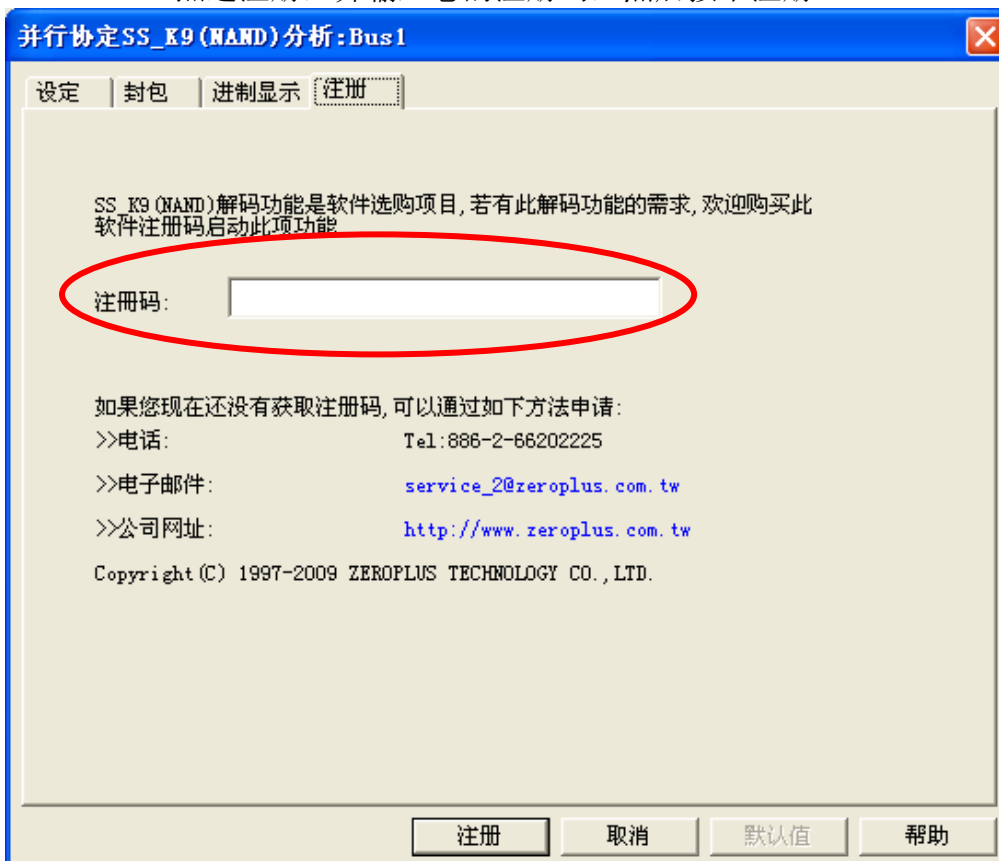 并行协定SS_K9(NAND)分析:Bus1
设定 封包 进制显示 注册
SS_K9(NAND)解码功能是软件选购项目,若有此解码功能的需求,欢迎购买此
软件注册码启动此项功能
注册码:
如果您现在还没有获取注册码,可以通过如下方法申请:
>>电话: Tel:886-2-66202225
>>电子邮件: service_2@zeroplus.com.tw
>>公司网址: http://www.zeroplus.com.tw
Copyright(C) 1997-2009 ZEROPLUS TECHNOLOGY CO.,LTD.
注册 取消 默认值 帮助